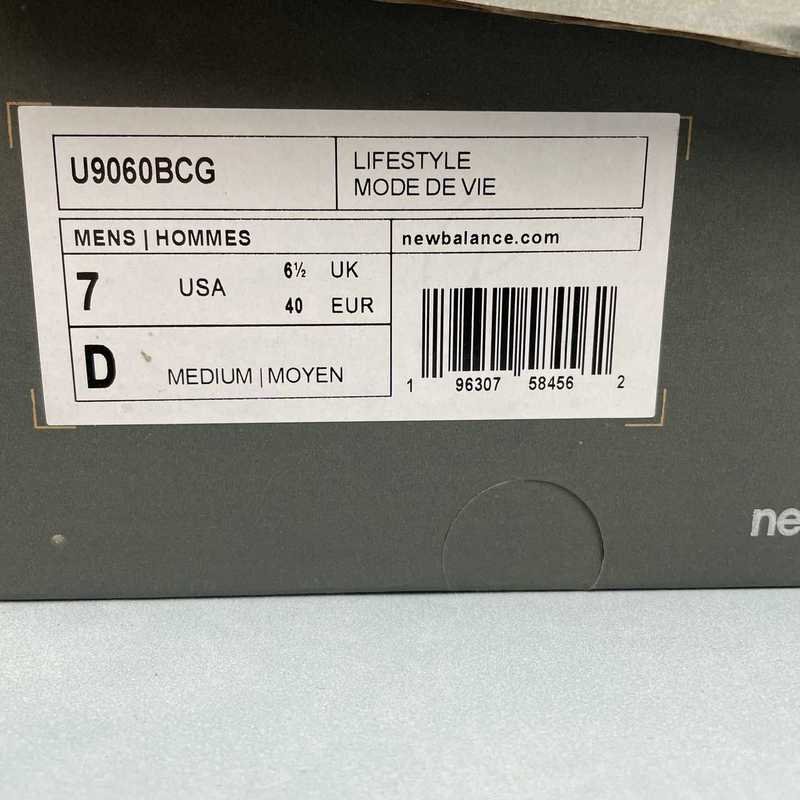 U9060BCG
LIFESTYLE
MODE DE VIE
MENS | HOMMES
newbalance.com
7 USA 6½ UK
40 EUR
D MEDIUM | MOYEN
1 96307 58456 2
ne